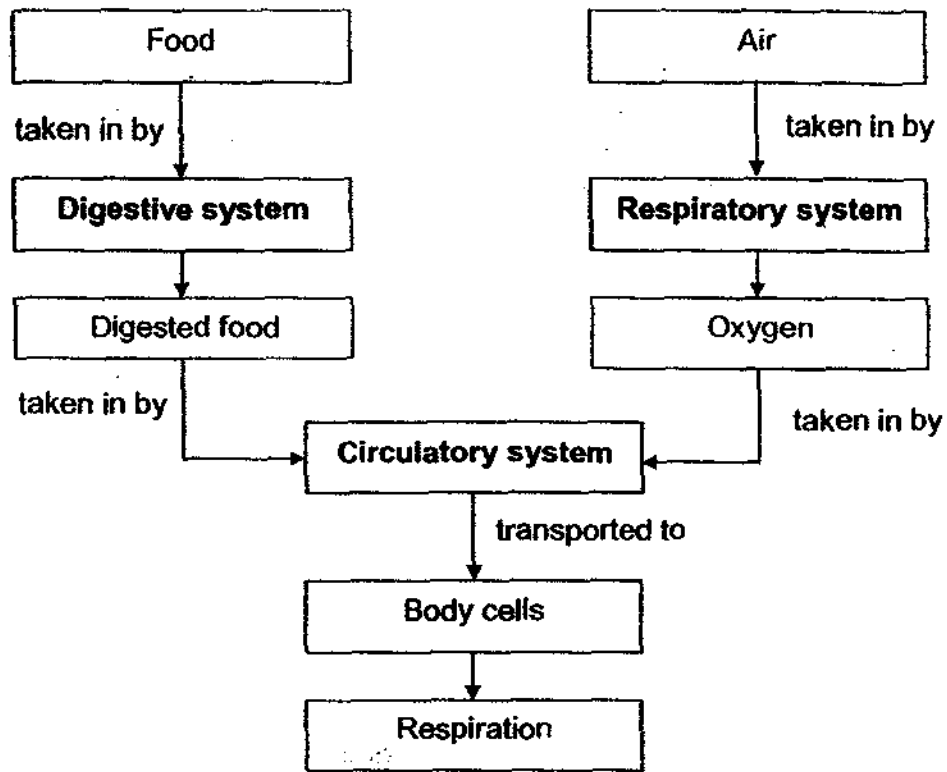 Food
Air
taken in by
taken in by
Digestive system
Respiratory system
Digested food
Oxygen
taken in by
taken in by
Circulatory system
transported to
Body cells
Respiration